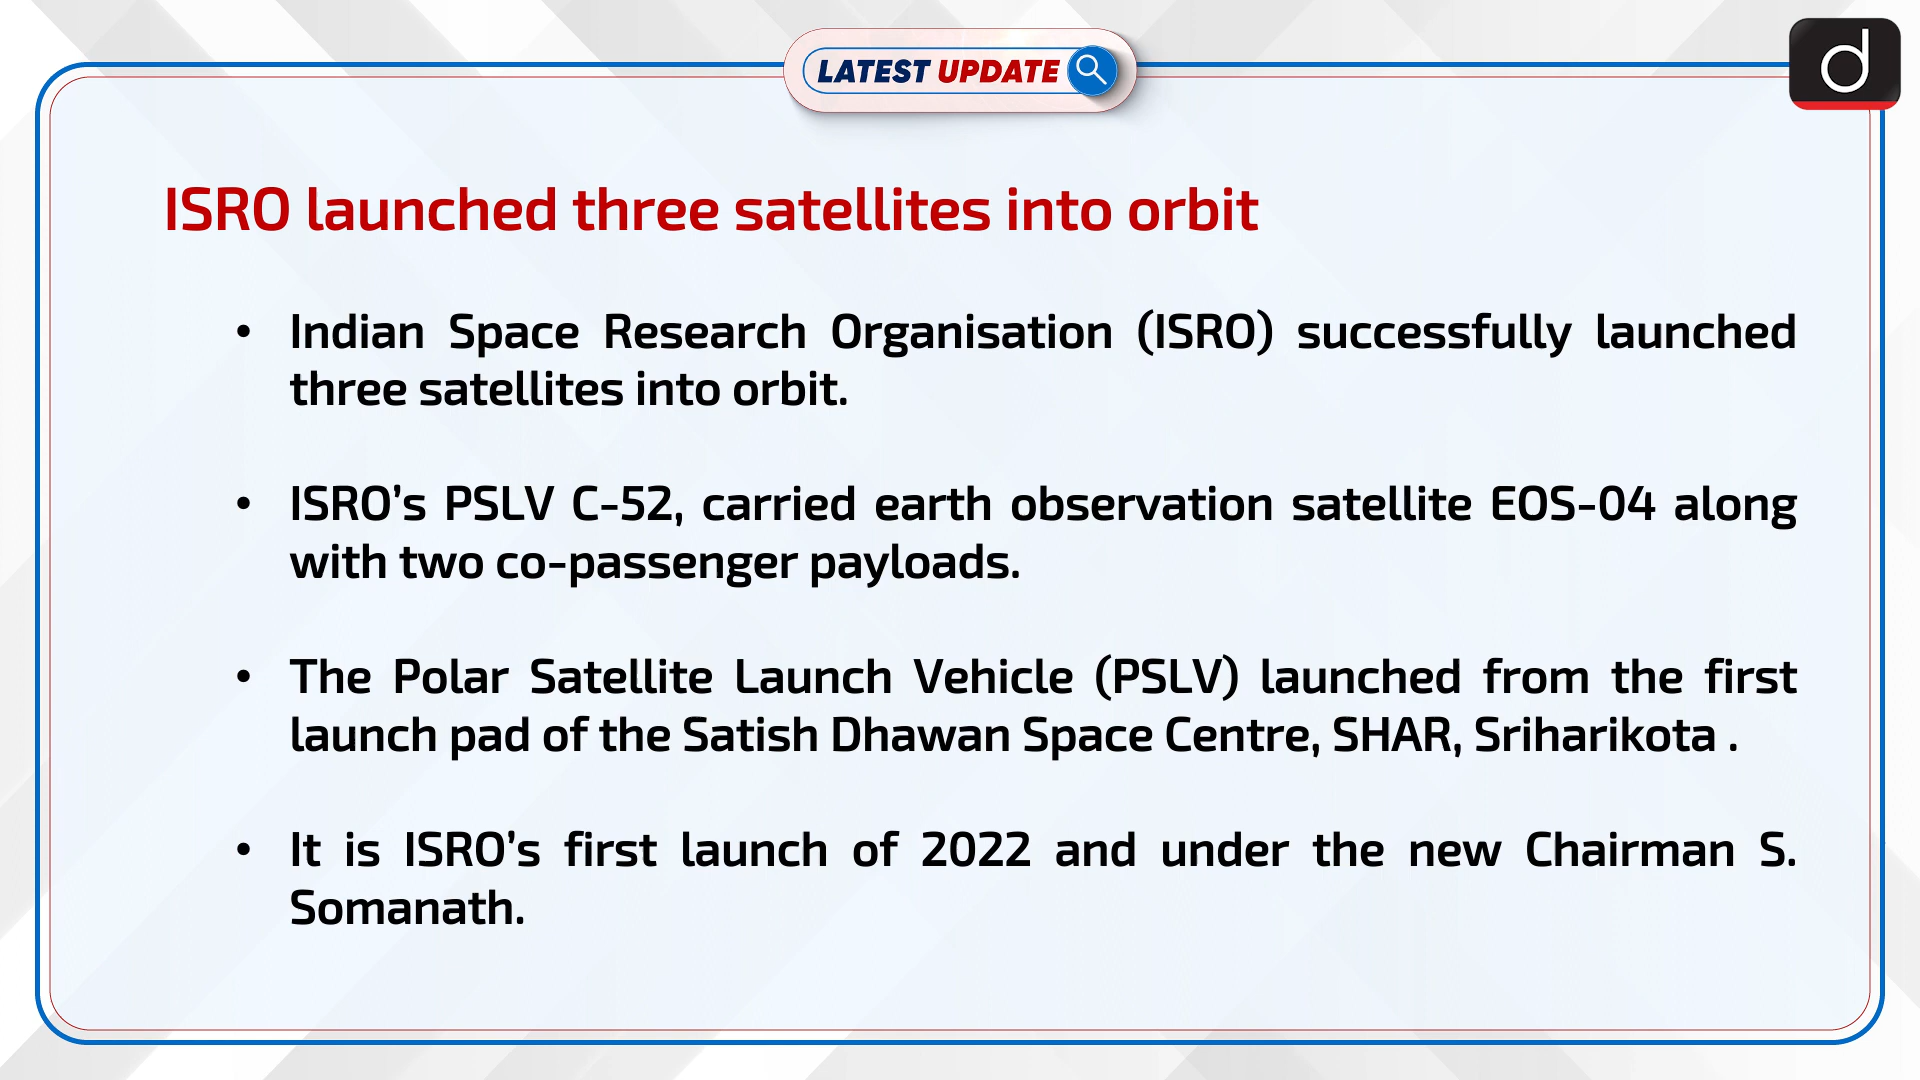 LATEST UPDATE
d
ISRO launched three satellites into orbit
• Indian Space Research Organisation (ISRO) successfully launched
three satellites into orbit.
• ISRO’s PSLV C-52, carried earth observation satellite EOS-04 along
with two co-passenger payloads.
• The Polar Satellite Launch Vehicle (PSLV) launched from the first
launch pad of the Satish Dhawan Space Centre, SHAR, Sriharikota .
• It is ISRO’s first launch of 2022 and under the new Chairman S.
Somanath.